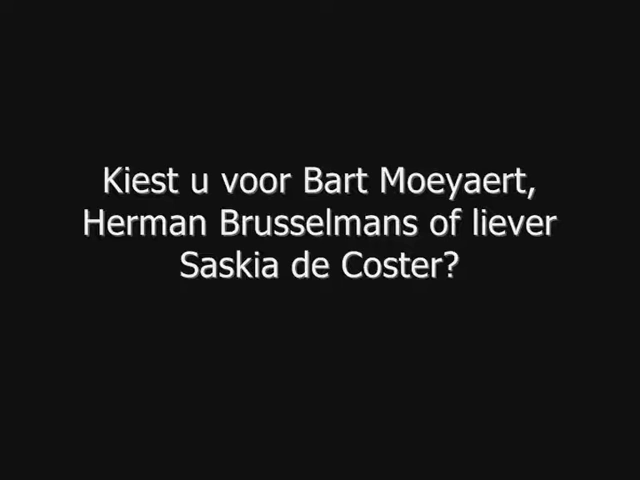 Kiest u voor Bart Moeyaert,
Herman Brusselmans of liever
Saskia de Coster?